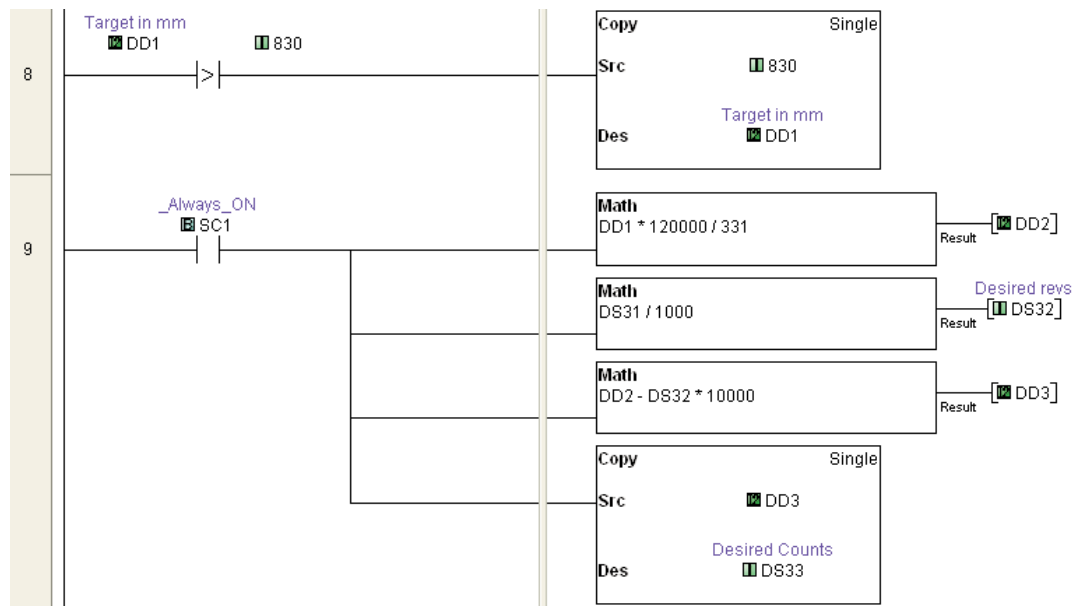 Target in mm
DD1
830
8
>
Copy
Single
Src
830
Target in mm
Des
DD1
_Always_ON
SC1
9
Math
DD1 * 120000 / 331
Result
DD2
Math
DS31 / 1000
Desired revs
Result
DS32
Math
DD2 - DS32 * 10000
Result
DD3
Copy
Single
Src
DD3
Desired Counts
Des
DS33